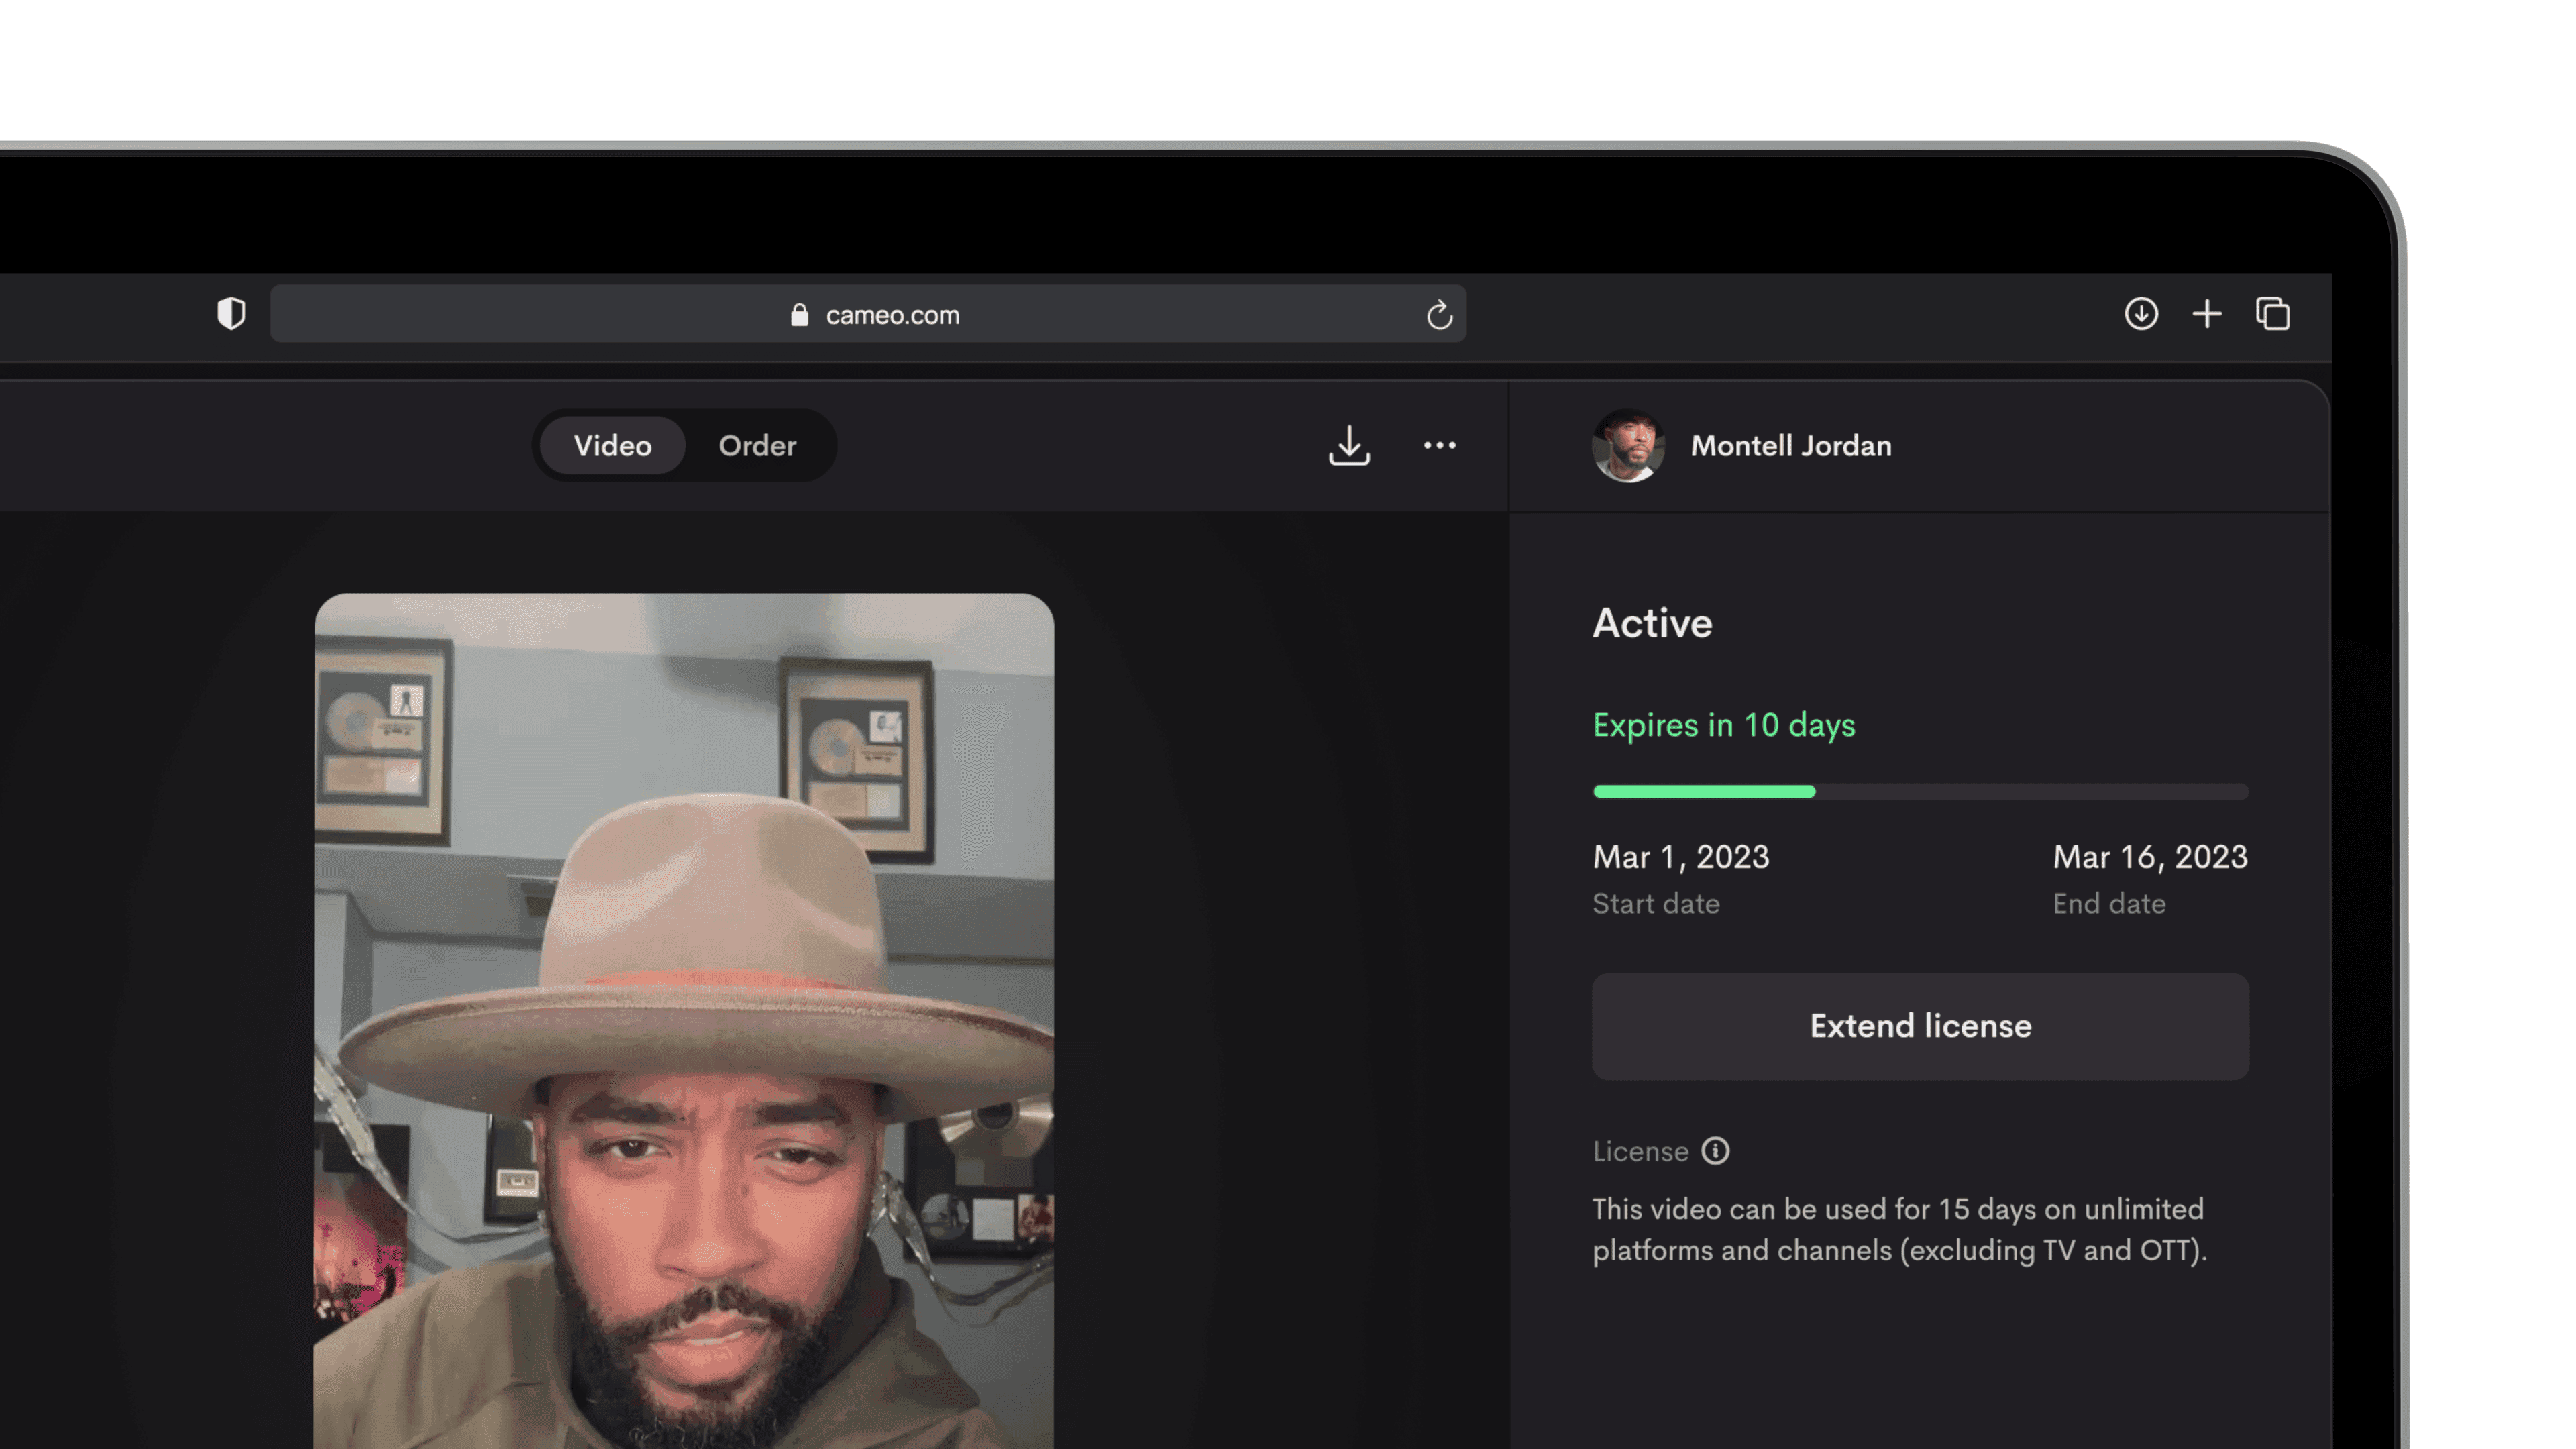 cameo.com
Video
Order
Montell Jordan
Active
Expires in 10 days
Mar 1, 2023
Mar 16, 2023
Start date
End date
Extend license
License
This video can be used for 15 days on unlimited
platforms and channels (excluding TV and OTT).